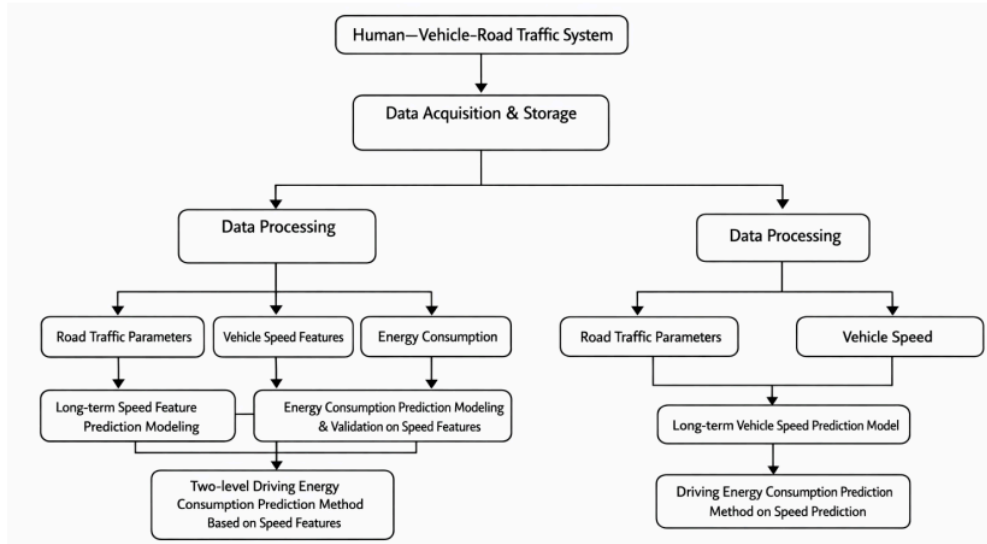 Human—Vehicle-Road Traffic System
Data Acquisition & Storage
Data Processing
Data Processing
Road Traffic Parameters
Vehicle Speed Features
Energy Consumption
Road Traffic Parameters
Vehicle Speed
Long-term Speed Feature
Prediction Modeling
Energy Consumption Prediction Modeling
& Validation on Speed Features
Long-term Vehicle Speed Prediction Model
Two-level Driving Energy
Consumption Prediction Method
Based on Speed Features
Driving Energy Consumption Prediction
Method on Speed Prediction